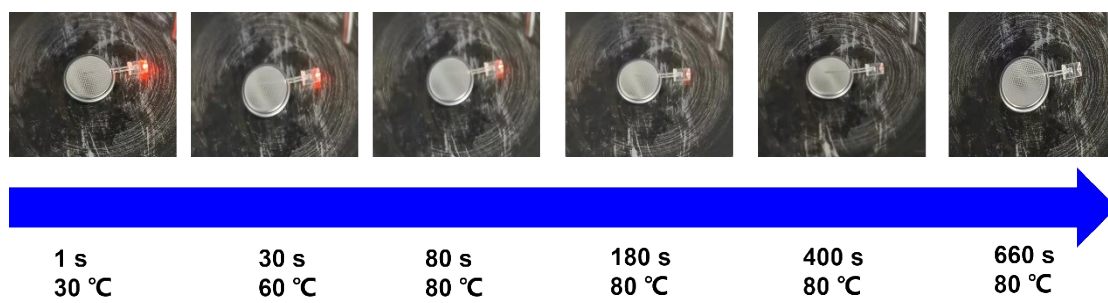 1 s 30 s 80 s 180 s 400 s 660 s
30 ℃ 60 ℃ 80 ℃ 80 ℃ 80 ℃ 80 ℃